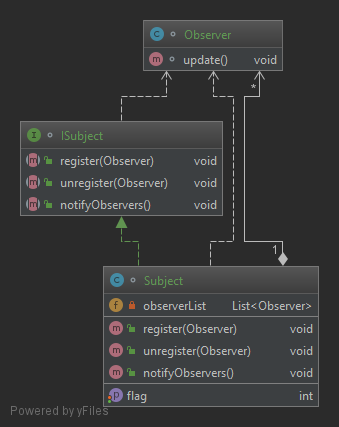 C Observer
m update() void
*
I ISubject
m register(Observer) void
m unregister(Observer) void
m notifyObservers() void
1
C Subject
f observerList List<Observer>
m register(Observer) void
m unregister(Observer) void
m notifyObservers() void
p flag int
Powered by yFiles